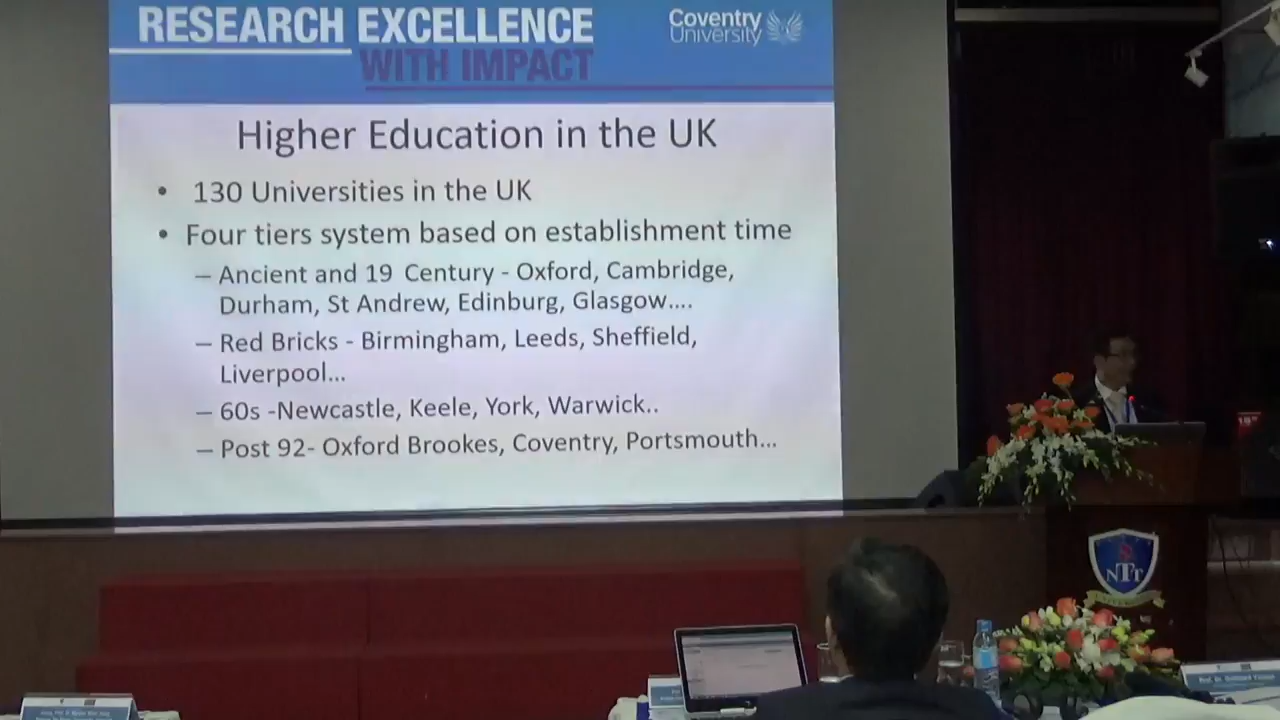 RESEARCH EXCELLENCE
WITH IMPACT
Coventry
University
Higher Education in the UK
• 130 Universities in the UK
• Four tiers system based on establishment time
– Ancient and 19 Century - Oxford, Cambridge,
Durham, St Andrew, Edinburg, Glasgow....
– Red Bricks - Birmingham, Leeds, Sheffield,
Liverpool...
– 60s -Newcastle, Keele, York, Warwick..
– Post 92- Oxford Brookes, Coventry, Portsmouth...
NTT